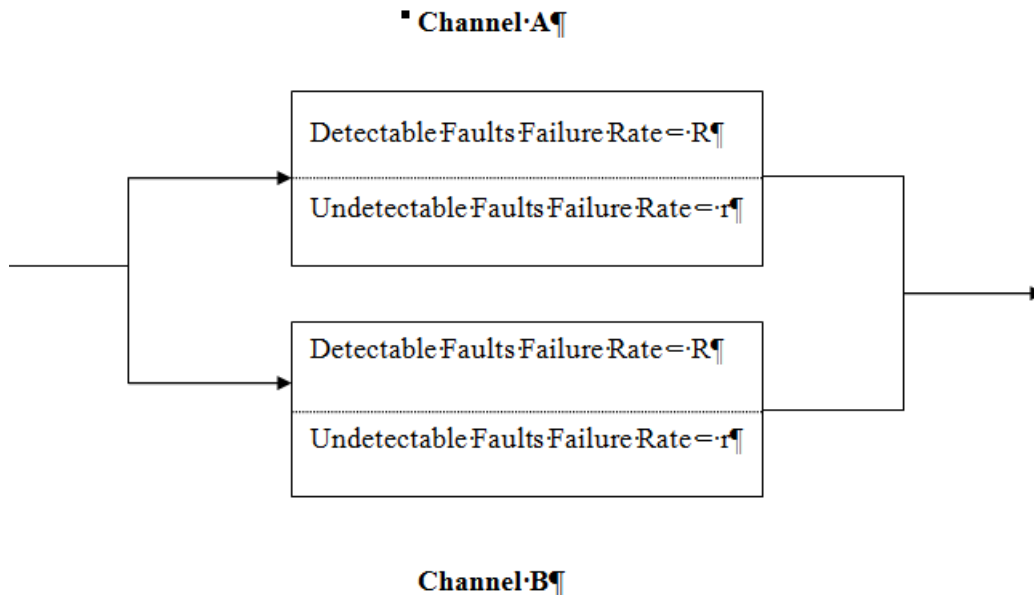 ▪ Channel·A¶
Detectable·Faults·Failure·Rate·=·R¶
Undetectable·Faults·Failure·Rate·=·r¶
Detectable·Faults·Failure·Rate·=·R¶
Undetectable·Faults·Failure·Rate·=·r¶
Channel·B¶